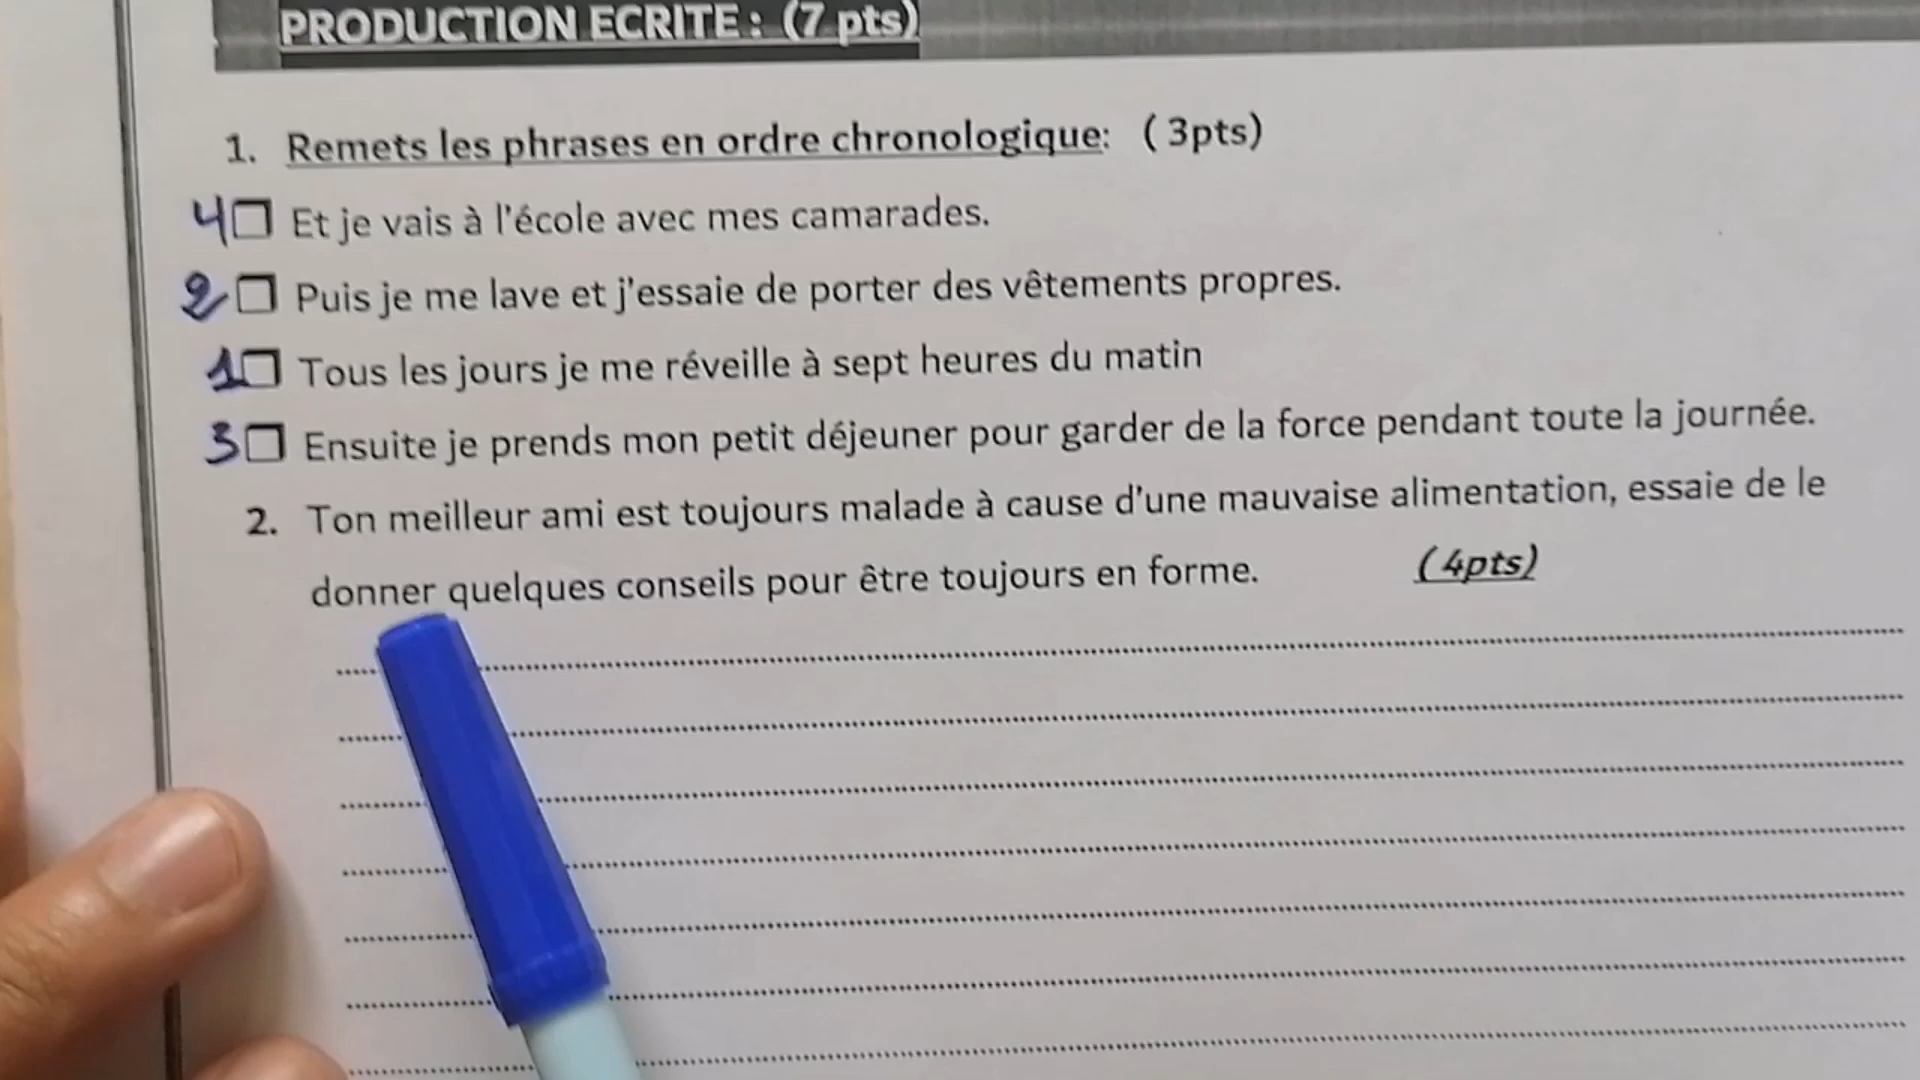 PRODUCTION ECRITE : (7 pts)
1. Remets les phrases en ordre chronologique: ( 3pts)
4 ☐ Et je vais à l'école avec mes camarades.
2 ☐ Puis je me lave et j'essaie de porter des vêtements propres.
1 ☐ Tous les jours je me réveille à sept heures du matin
3 ☐ Ensuite je prends mon petit déjeuner pour garder de la force pendant toute la journée.
2. Ton meilleur ami est toujours malade à cause d'une mauvaise alimentation, essaie de le
donner quelques conseils pour être toujours en forme. (4pts)